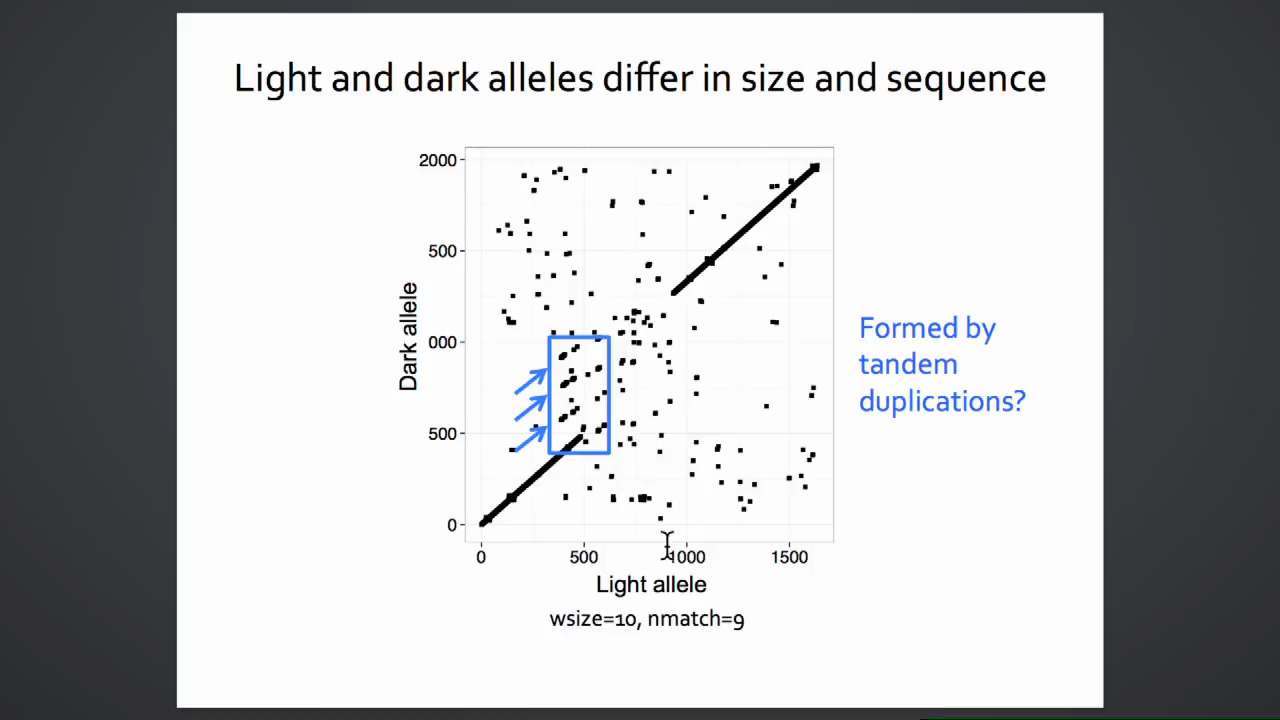 Light and dark alleles differ in size and sequence
2000
500
000
500
0
Dark allele
0 500 1000 1500
Light allele
wsize=10, nmatch=9
Formed by
tandem
duplications?